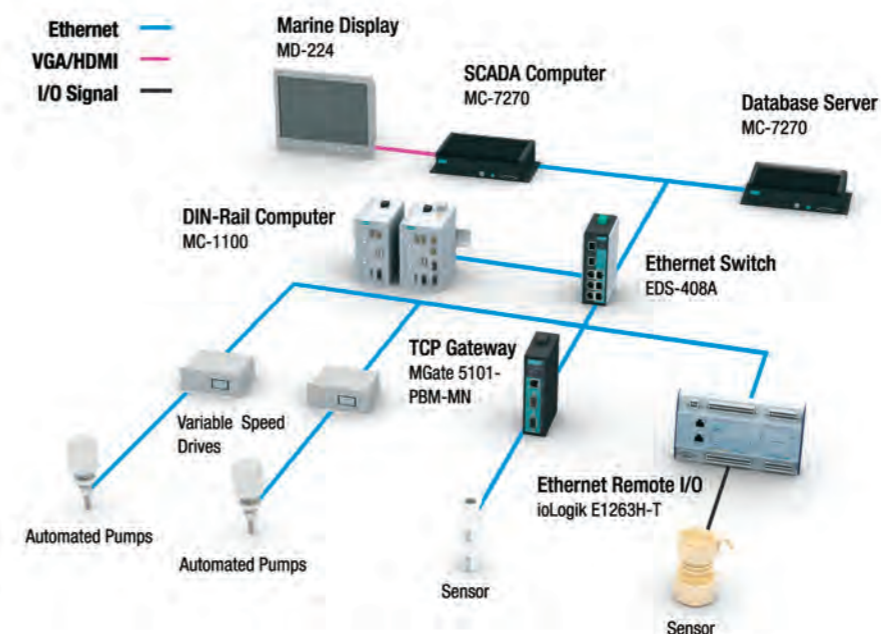 Ethernet
VGA/HDMI
I/O Signal
Marine Display
MD-224
SCADA Computer
MC-7270
Database Server
MC-7270
DIN-Rail Computer
MC-1100
Ethernet Switch
EDS-408A
TCP Gateway
MGate 5101-
PBM-MN
Variable Speed
Drives
Ethernet Remote I/O
ioLogik E1263H-T
Automated Pumps
Automated Pumps
Sensor
Sensor